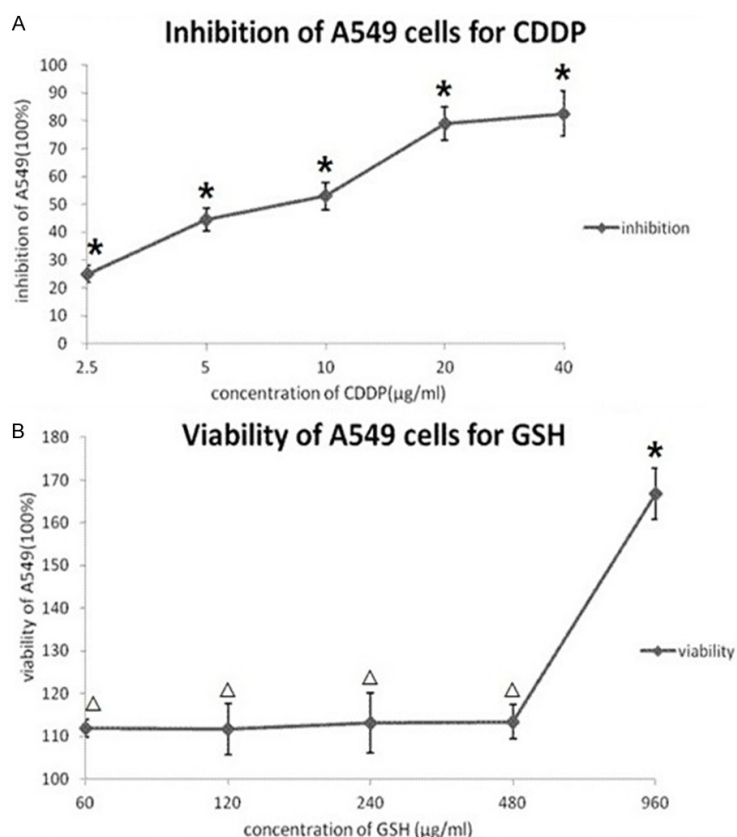 A
Inhibition of A549 cells for CDDP
100
90
80
70
60
50
40
30
20
10
0
inhibition of A549(100%)
* * * * *
inhibition
2.5 5 10 20 40
concentration of CDDP(µg/ml)
B
Viability of A549 cells for GSH
180
170
160
150
140
130
120
110
100
viability of A549(100%)
△ △ △ △ *
viability
60 120 240 480 960
concentration of GSH (µg/ml)